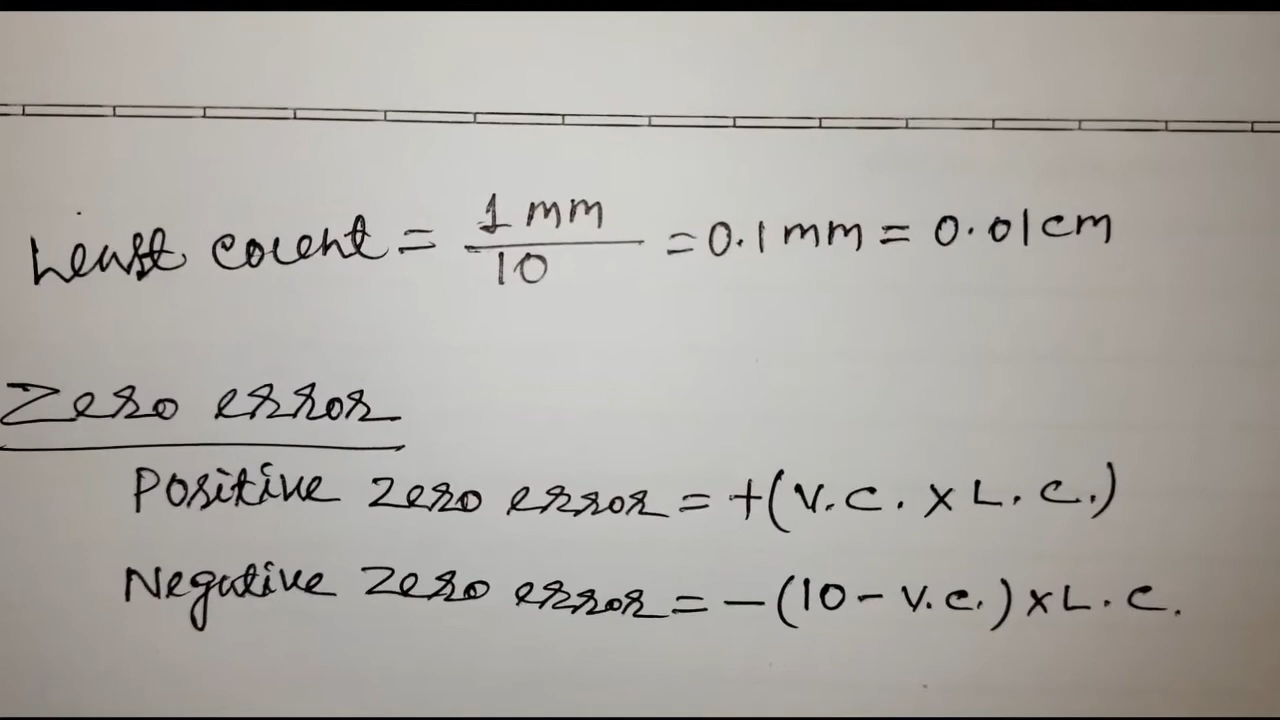 Least count = 1 mm / 10 = 0.1 mm = 0.01 cm
Zero error
Positive zero error = +(V.C. x L.C.)
Negative zero error = -(10 - V.C.) x L.C.